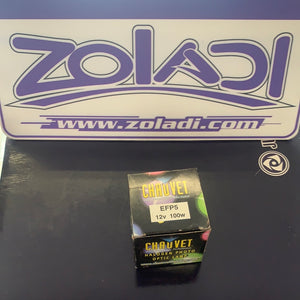 ZOLADI
www.zoladi.com
CHAUVET
EFP5
12v 100w
CHAUVET
HALOGEN PHOTO
OPTIC LAMP